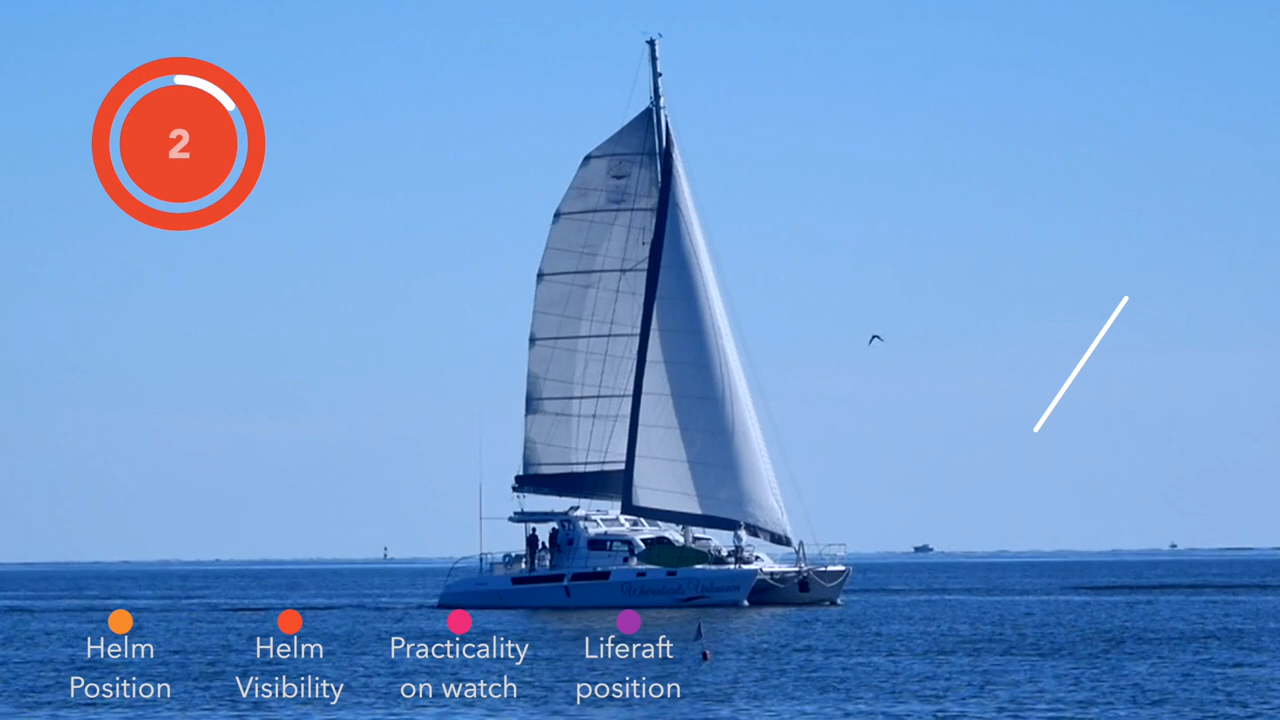 2
Helm
Position
Helm
Visibility
Practicality
on watch
Liferaft
position